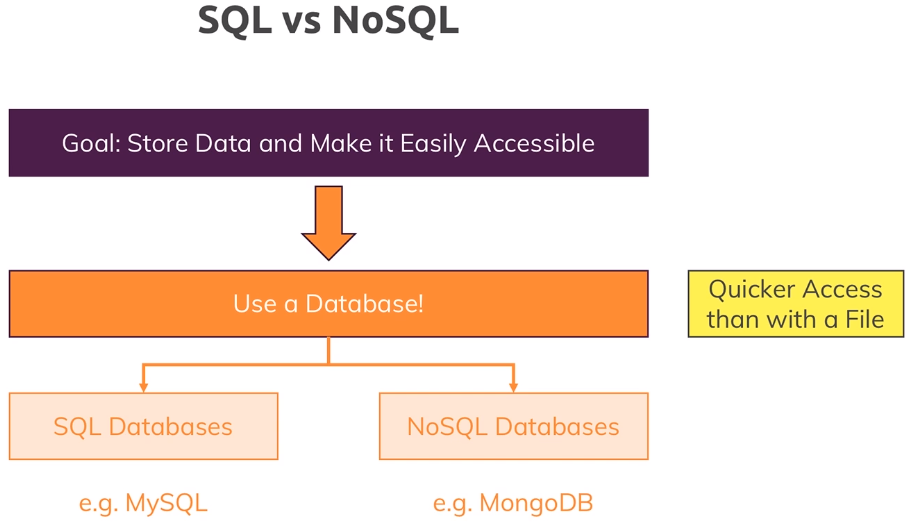 SQL vs NoSQL
Goal: Store Data and Make it Easily Accessible
Use a Database!
Quicker Access
than with a File
SQL Databases
NoSQL Databases
e.g. MySQL
e.g. MongoDB